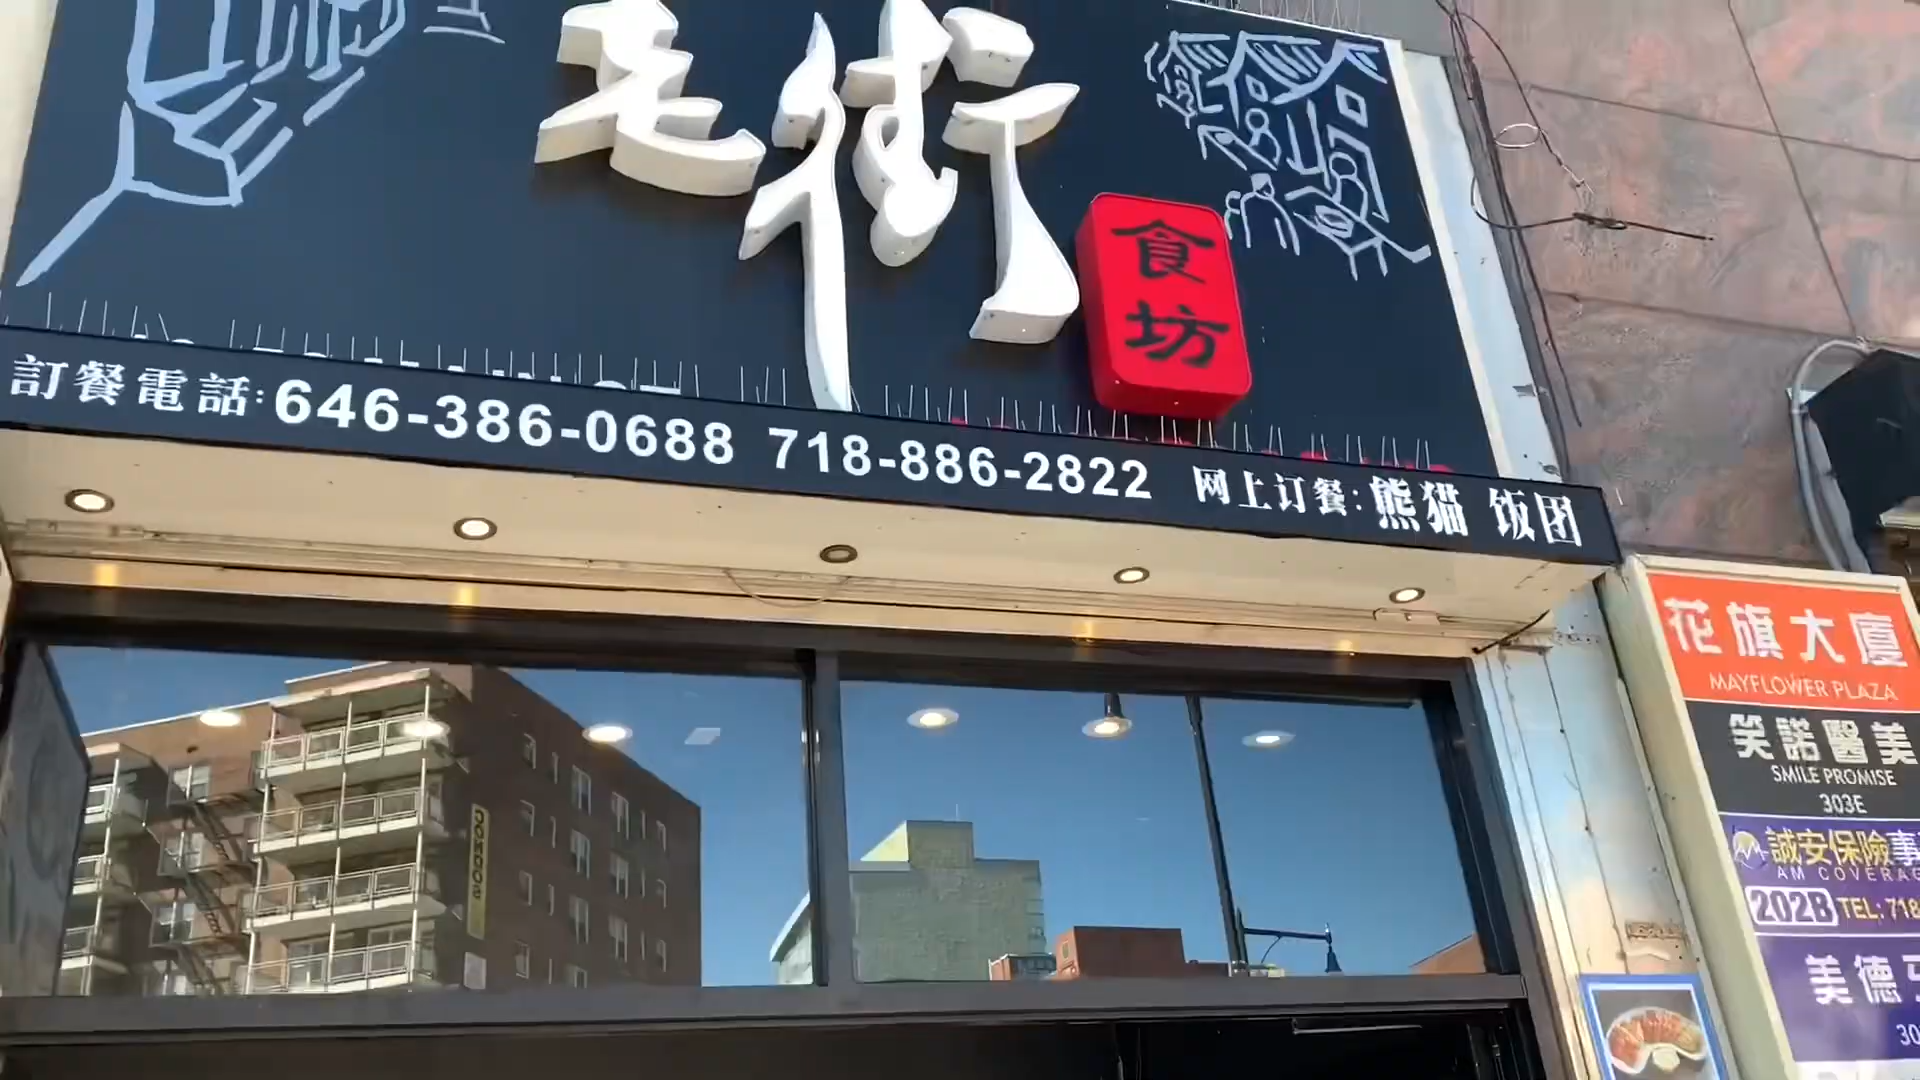 老街
食
坊
訂餐電話:646-386-0688 718-886-2822 网上订餐:熊猫 饭团
花旗大廈
MAYFLOWER PLAZA
笑諾醫美
SMILE PROMISE
303E
誠安保險事
AM COVERAG
202B TEL: 718
美德
30